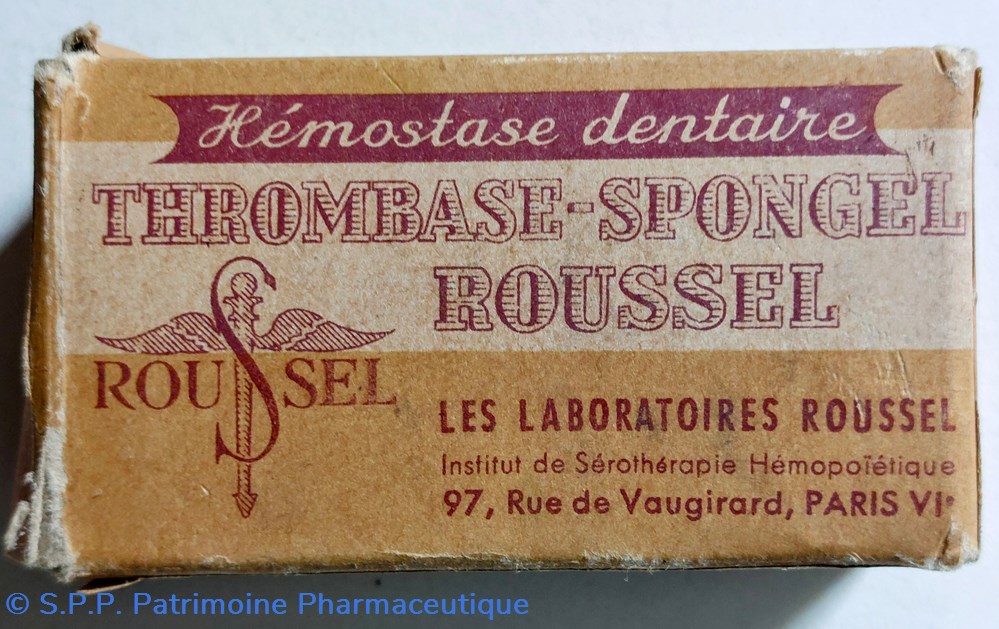 Hémostase dentaire
THROMBASE-SPONGEL
ROUSSEL
ROUSSEL
LES LABORATOIRES ROUSSEL
Institut de Sérothérapie Hémopoïétique
97, Rue de Vaugirard, PARIS VIe
© S.P.P. Patrimoine Pharmaceutique